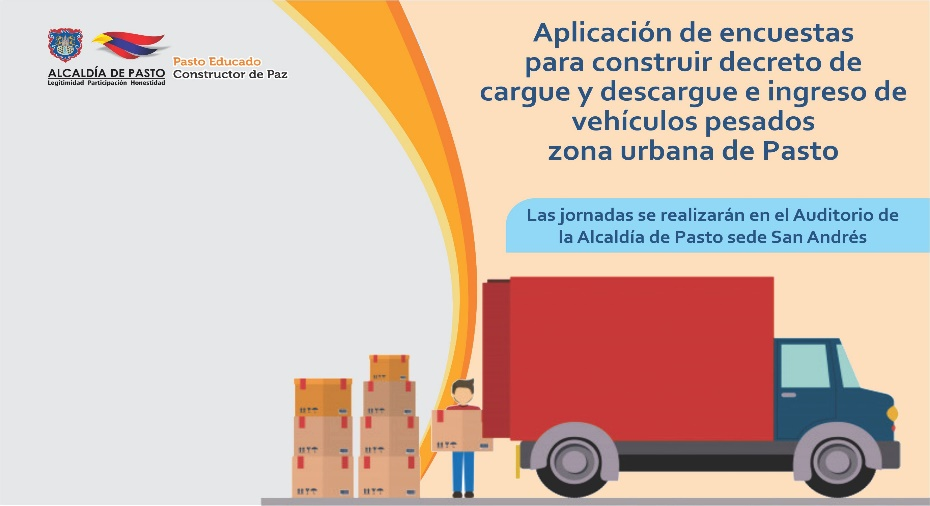 ALCALDÍA DE PASTO
Legitimidad Participación Honestidad
Pasto Educado
Constructor de Paz
Aplicación de encuestas
para construir decreto de
cargue y descargue e ingreso de
vehículos pesados
zona urbana de Pasto
Las jornadas se realizarán en el Auditorio de
la Alcaldía de Pasto sede San Andrés